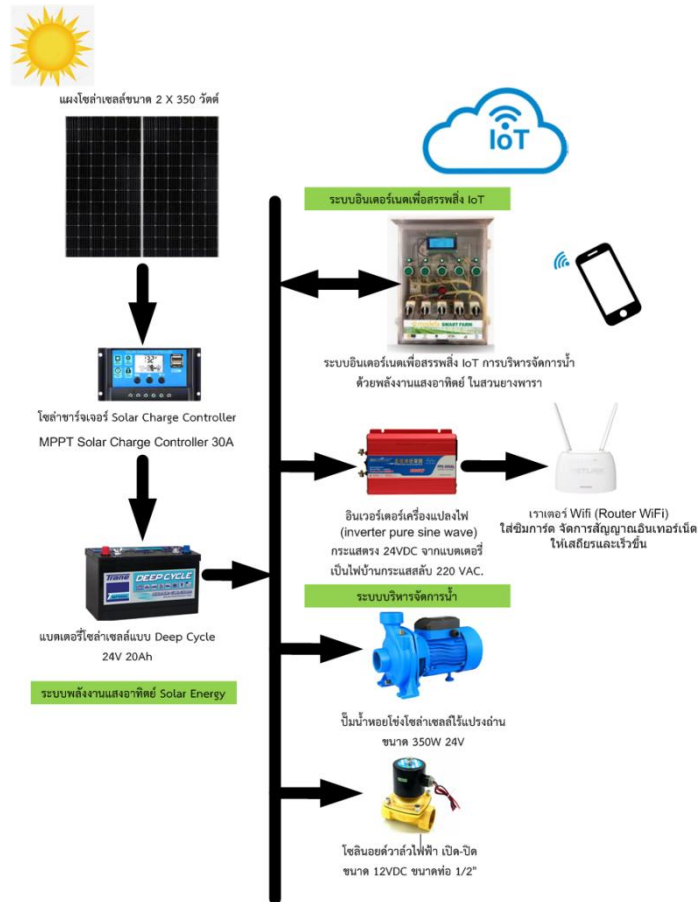 แผงโซล่าเซลล์ขนาด 2 X 350 วัตต์
IoT
ระบบอินเตอร์เนตเพื่อสรรพสิ่ง IoT
SMART FARM
ระบบอินเตอร์เนตเพื่อสรรพสิ่ง IoT การบริหารจัดการน้ำ
ด้วยพลังงานแสงอาทิตย์ ในสวนยางพารา
โซล่าชาร์จเจอร์ Solar Charge Controller
MPPT Solar Charge Controller 30A
อินเวอร์เตอร์เครื่องแปลงไฟ
(inverter pure sine wave)
กระแสตรง 24VDC จากแบตเตอรี่
เป็นไฟบ้านกระแสสลับ 220 VAC.
เราเตอร์ Wifi (Router WiFi)
ใส่ซิมการ์ด จัดการสัญญาณอินเทอร์เน็ต
ให้เสถียรและเร็วขึ้น
Trane
DEEP CYCLE
แบตเตอรี่โซล่าเซลล์แบบ Deep Cycle
24V 20Ah
ระบบพลังงานแสงอาทิตย์ Solar Energy
ระบบบริหารจัดการน้ำ
ปั๊มน้ำหอยโข่งโซล่าเซลล์ไร้แปรงถ่าน
ขนาด 350W 24V
โซลินอยด์วาล์วไฟฟ้า เปิด-ปิด
ขนาด 12VDC ขนาดท่อ 1/2"